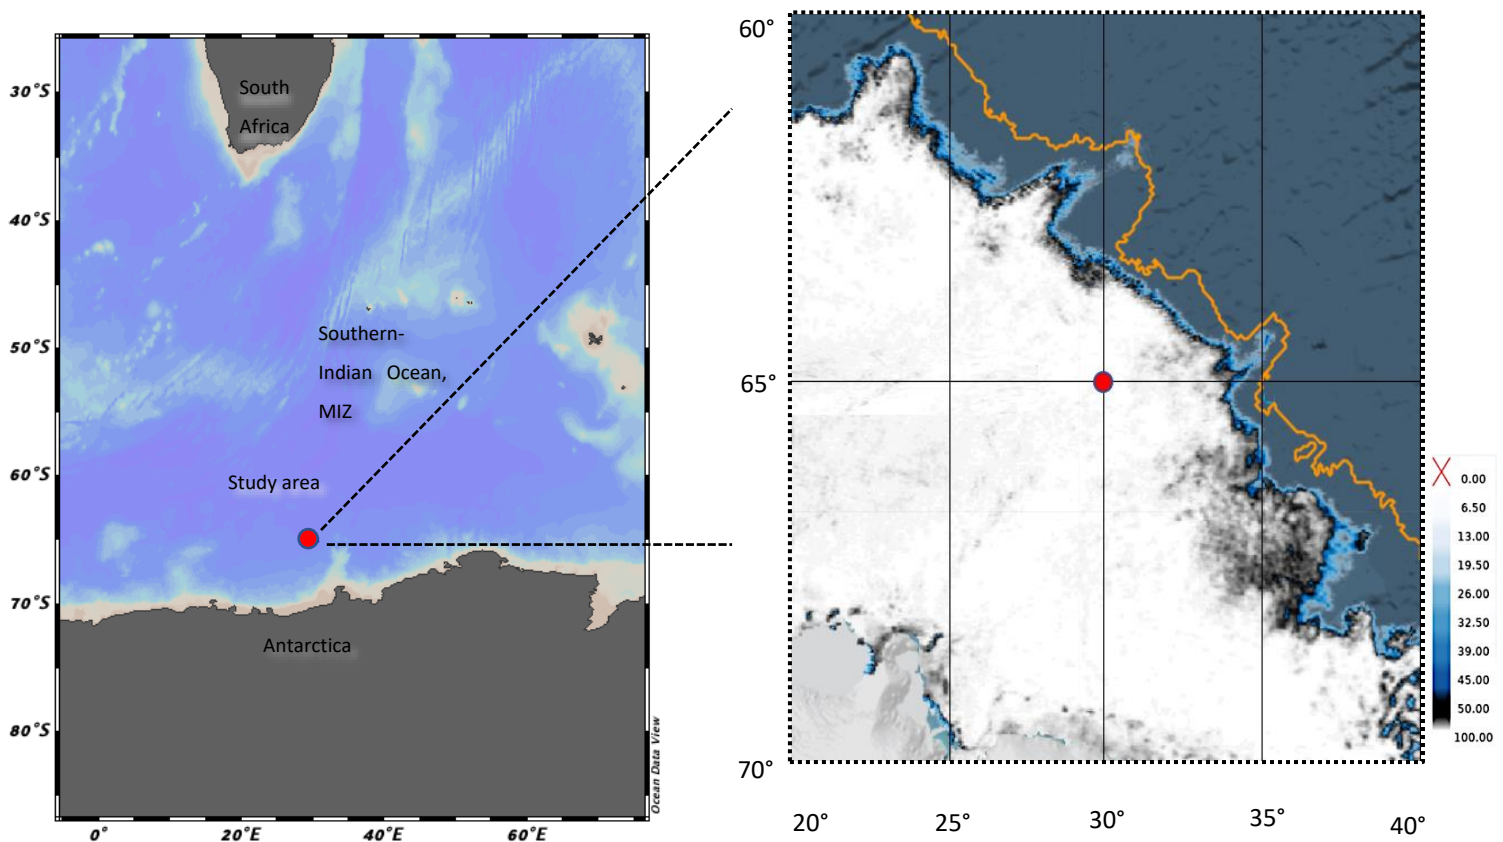 South
Africa
30°S
40°S
50°S
60°S
70°S
80°S
Southern-
Indian Ocean,
MIZ
Study area
Antarctica
Ocean Data View
0°
20°E
40°E
60°E
60°
65°
70°
20°
25°
30°
35°
40°
0.00
6.50
13.00
19.50
26.00
32.50
39.00
45.00
50.00
100.00